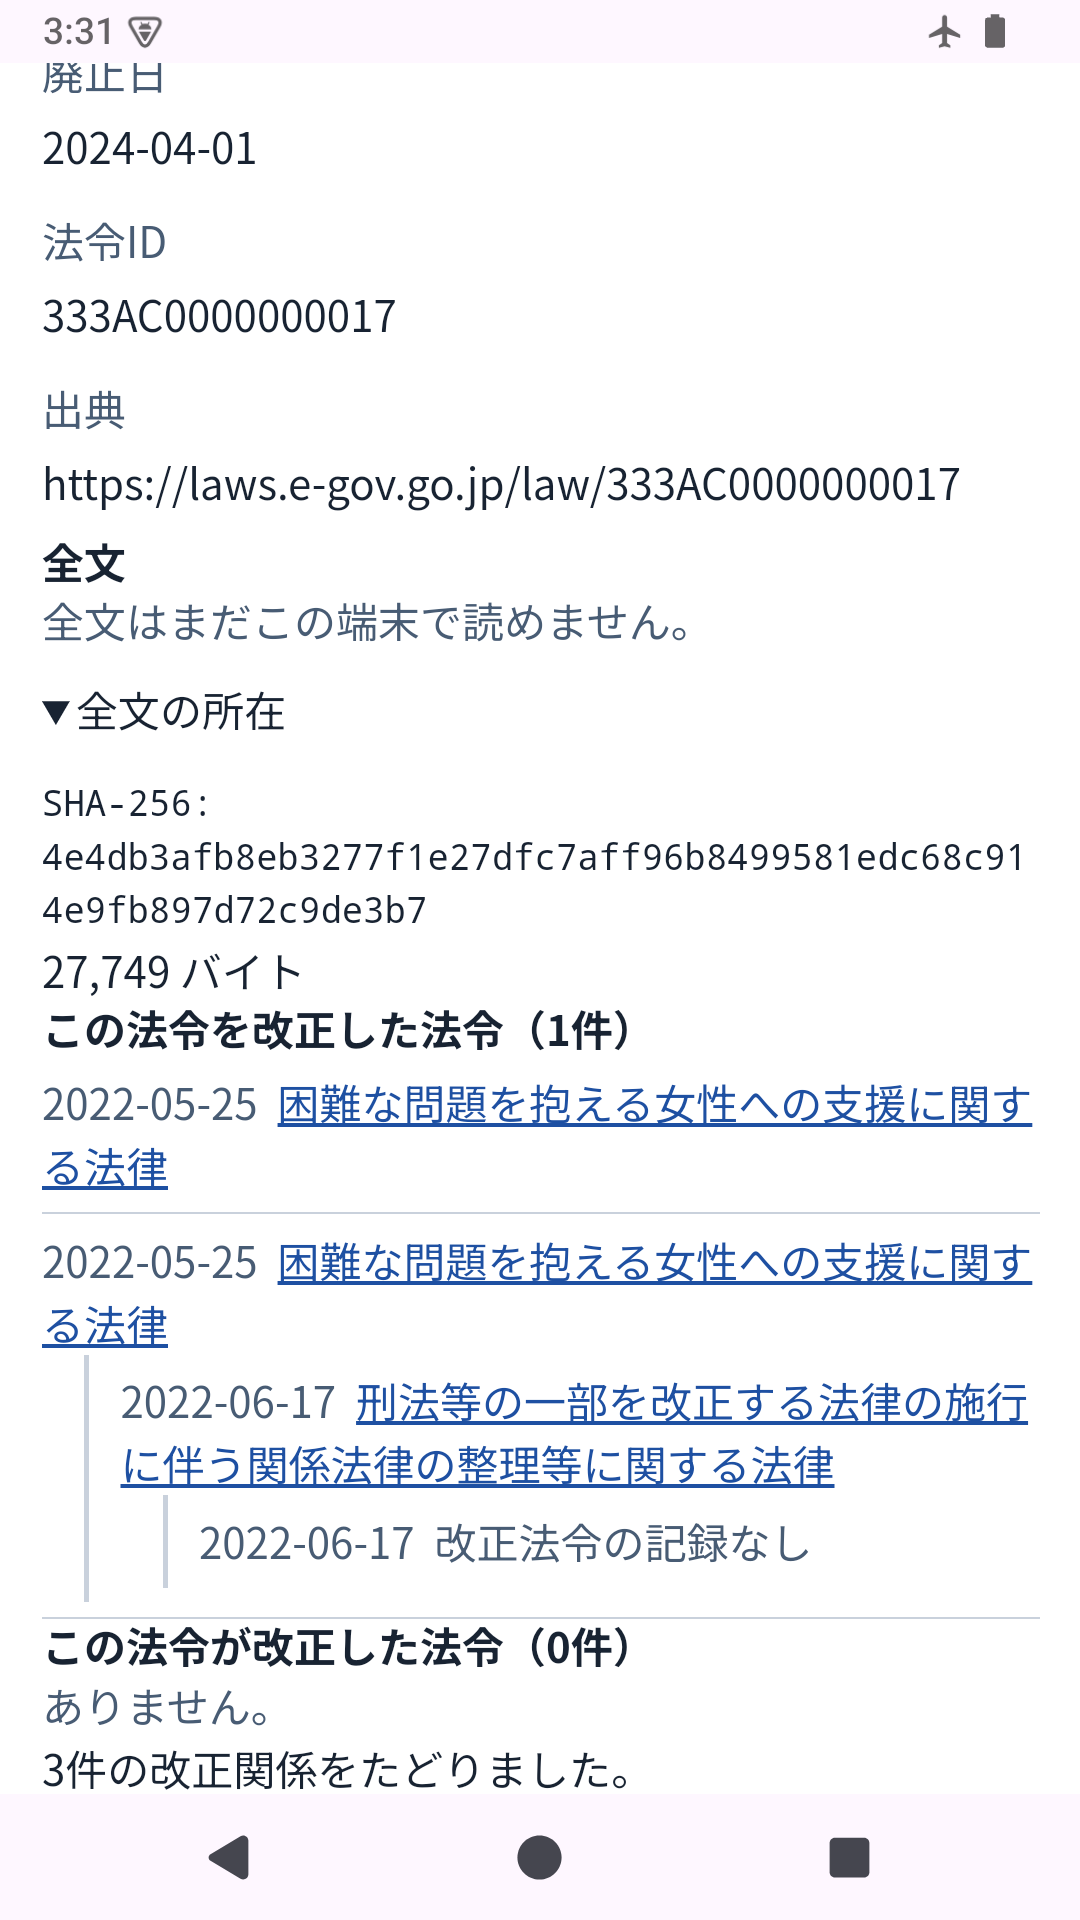 3:31
廃止日
2024-04-01
法令ID
333AC0000000017
出典
https://laws.e-gov.go.jp/law/333AC0000000017
全文
全文はまだこの端末で読めません。
▼全文の所在
SHA-256:
4e4db3afb8eb3277f1e27dfc7aff96b8499581edc68c91
4e9fb897d72c9de3b7
27,749 バイト
この法令を改正した法令（1件）
2022-05-25 困難な問題を抱える女性への支援に関す
る法律
2022-05-25 困難な問題を抱える女性への支援に関す
る法律
2022-06-17 刑法等の一部を改正する法律の施行
に伴う関係法律の整理等に関する法律
2022-06-17 改正法令の記録なし
この法令が改正した法令（0件）
ありません。
3件の改正関係をたどりました。